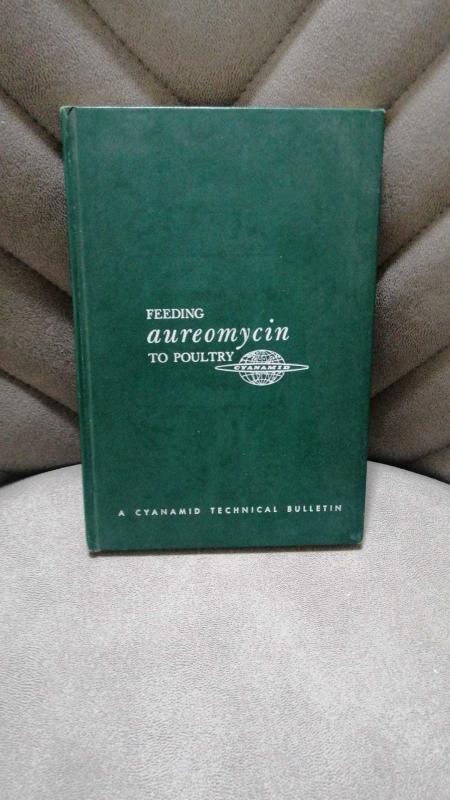 FEEDING
aureomycin
TO POULTRY
CYANAMID
A CYANAMID TECHNICAL BULLETIN